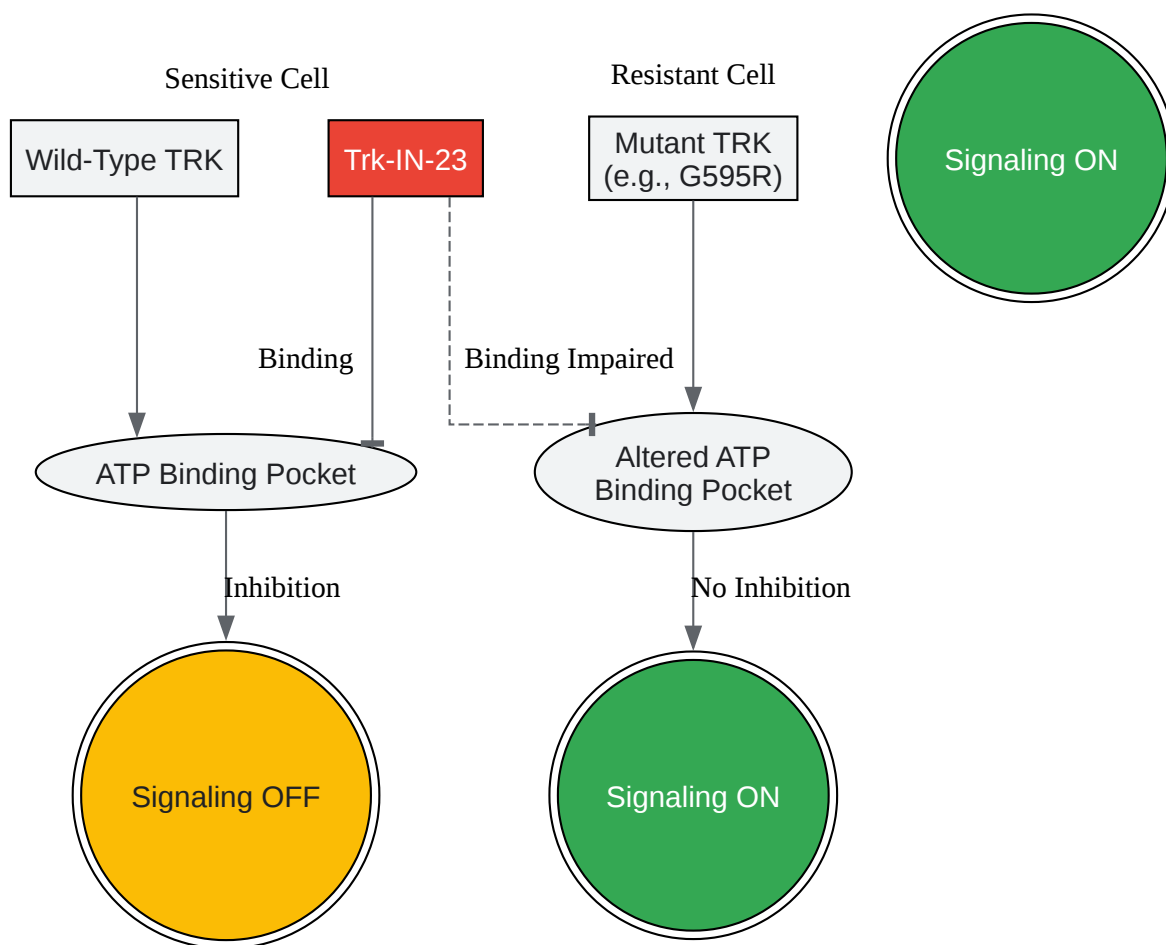 Sensitive Cell
Resistant Cell
Wild-Type TRK
Trk-IN-23
Mutant TRK
(e.g., G595R)
Signaling ON
Binding
Binding Impaired
ATP Binding Pocket
Altered ATP
Binding Pocket
Inhibition
No Inhibition
Signaling OFF
Signaling ON